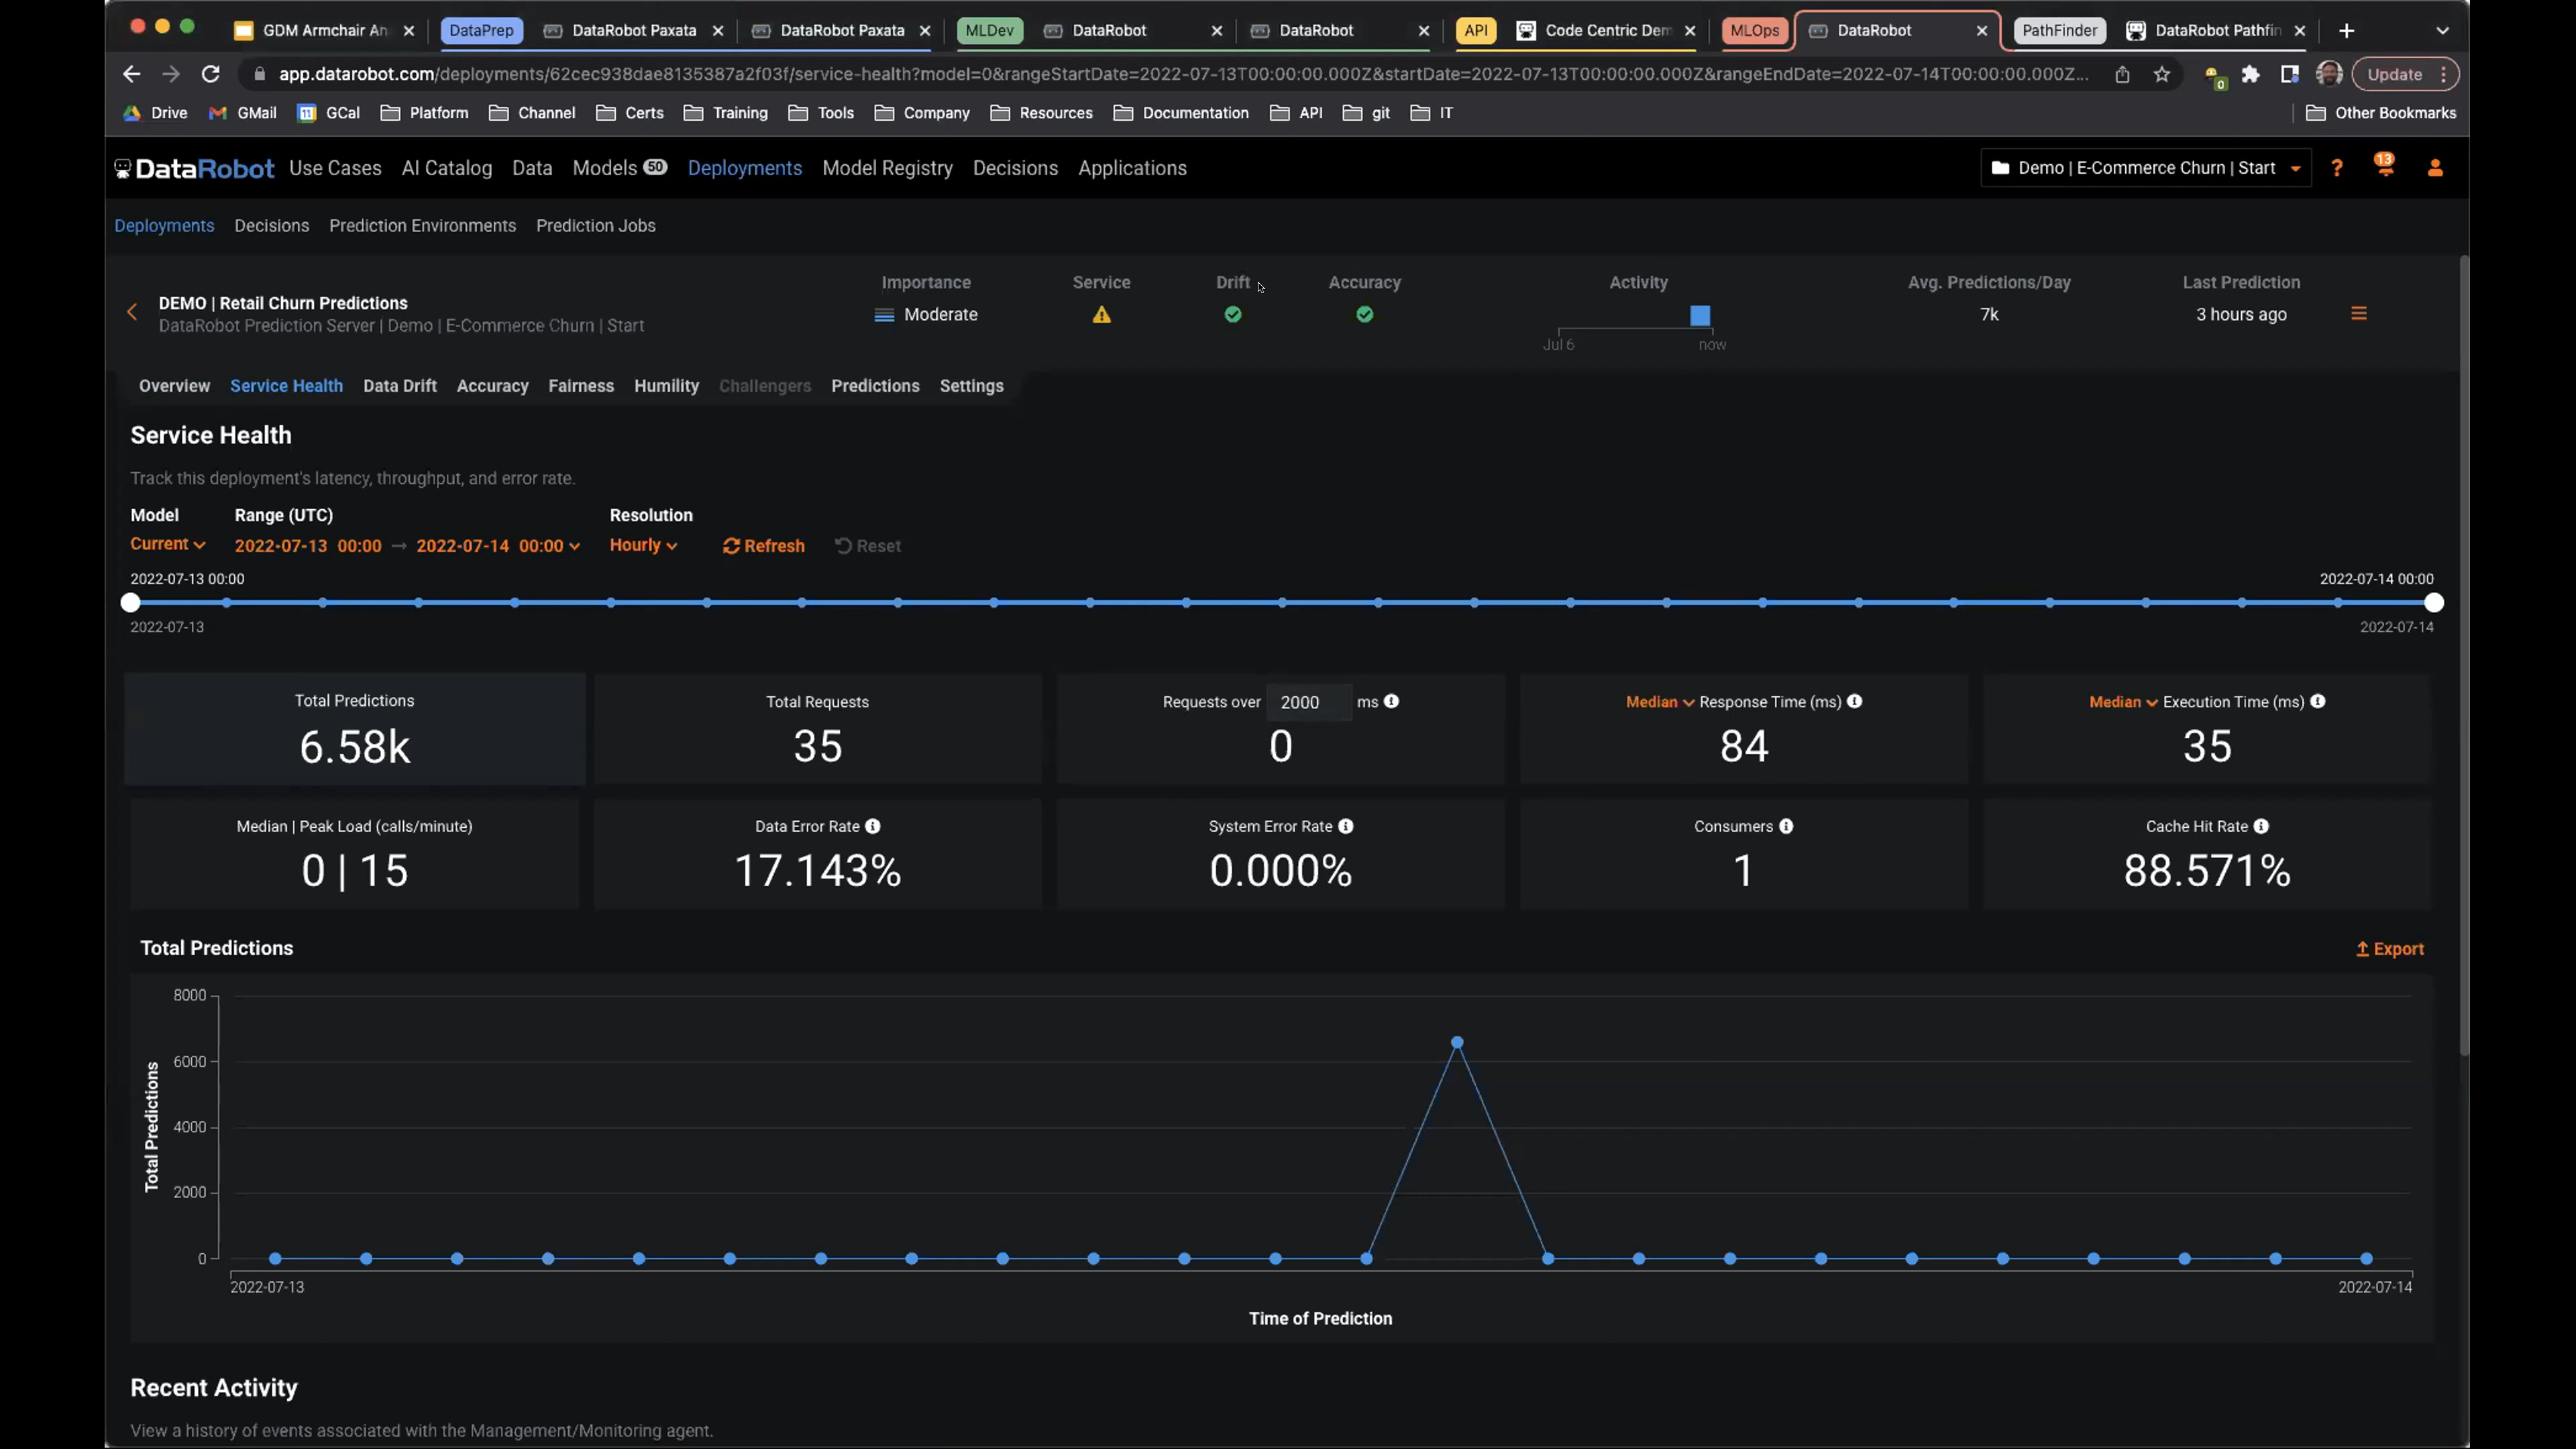 GDM Armchair An
DataPrep
DataRobot Paxata
DataRobot Paxata
MLDev
DataRobot
DataRobot
API
Code Centric Dem
MLOps
DataRobot
PathFinder
DataRobot Pathfin
app.datarobot.com/deployments/62cec938dae8135387a2f03f/service-health?model=0&rangeStartDate=2022-07-13T00:00:00.000Z&startDate=2022-07-13T00:00:00.000Z&rangeEndDate=2022-07-14T00:00:00.000Z...
0
Update
Drive
GMail
11
GCal
Platform
Channel
Certs
Training
Tools
Company
Resources
Documentation
API
git
IT
Other Bookmarks
DataRobot
Use Cases
AI Catalog
Data
Models 50
Deployments
Model Registry
Decisions
Applications
Demo | E-Commerce Churn | Start
?
13
Deployments
Decisions
Prediction Environments
Prediction Jobs
DEMO | Retail Churn Predictions
DataRobot Prediction Server | Demo | E-Commerce Churn | Start
Importance
Moderate
Service
Drift
Accuracy
Activity
Jul 6
now
Avg. Predictions/Day
7k
Last Prediction
3 hours ago
Overview
Service Health
Data Drift
Accuracy
Fairness
Humility
Challengers
Predictions
Settings
Service Health
Track this deployment's latency, throughput, and error rate.
Model
Range (UTC)
Resolution
Current
2022-07-13 00:00 → 2022-07-14 00:00
Hourly
Refresh
Reset
2022-07-13 00:00
2022-07-14 00:00
2022-07-13
2022-07-14
Total Predictions
6.58k
Total Requests
35
Requests over 2000 ms
0
Median Response Time (ms)
84
Median Execution Time (ms)
35
Median | Peak Load (calls/minute)
0 | 15
Data Error Rate
17.143%
System Error Rate
0.000%
Consumers
1
Cache Hit Rate
88.571%
Total Predictions
Export
Total Predictions
8000
6000
4000
2000
0
2022-07-13
2022-07-14
Time of Prediction
Recent Activity
View a history of events associated with the Management/Monitoring agent.